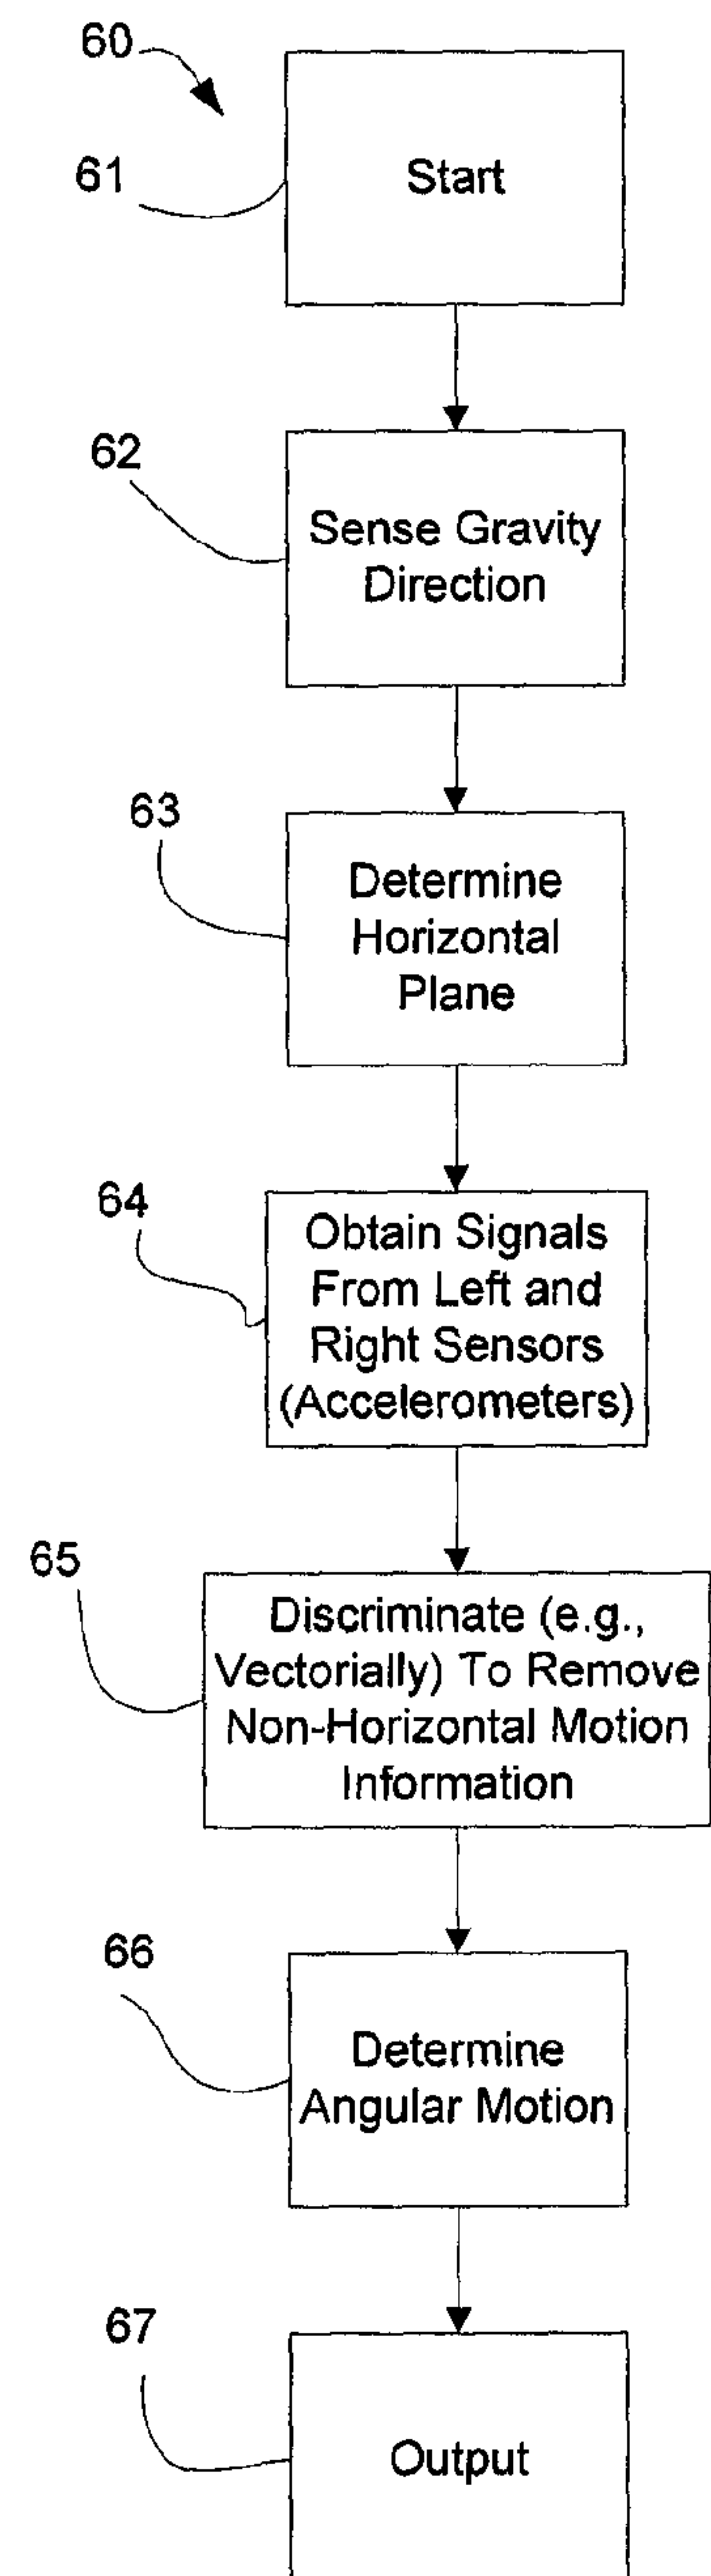 60
61
Start
62
Sense Gravity
Direction
63
Determine
Horizontal
Plane
64
Obtain Signals
From Left and
Right Sensors
(Accelerometers)
65
Discriminate (e.g.,
Vectorially) To Remove
Non-Horizontal Motion
Information
66
Determine
Angular Motion
67
Output